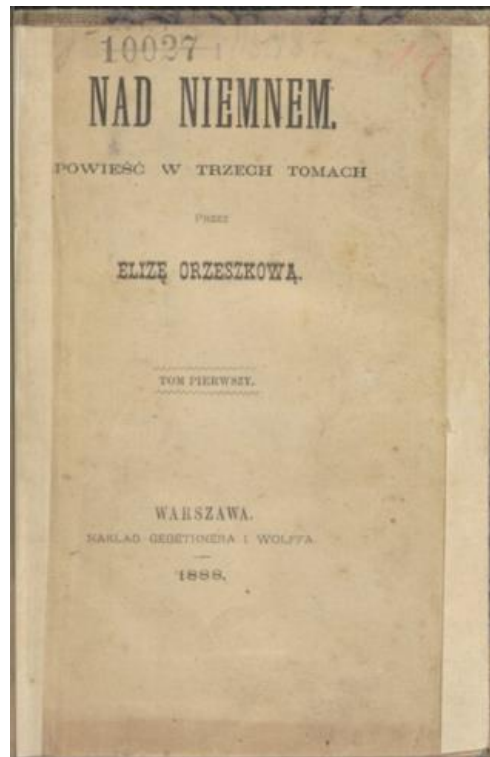 10027
NAD NIEMNEM.
POWIEŚĆ W TRZECH TOMACH
PRZEZ
ELIZĘ ORZESZKOWĄ.
TOM PIERWSZY.
WARSZAWA.
NAKŁAD GEBETHNERA I WOLFFA
1888.